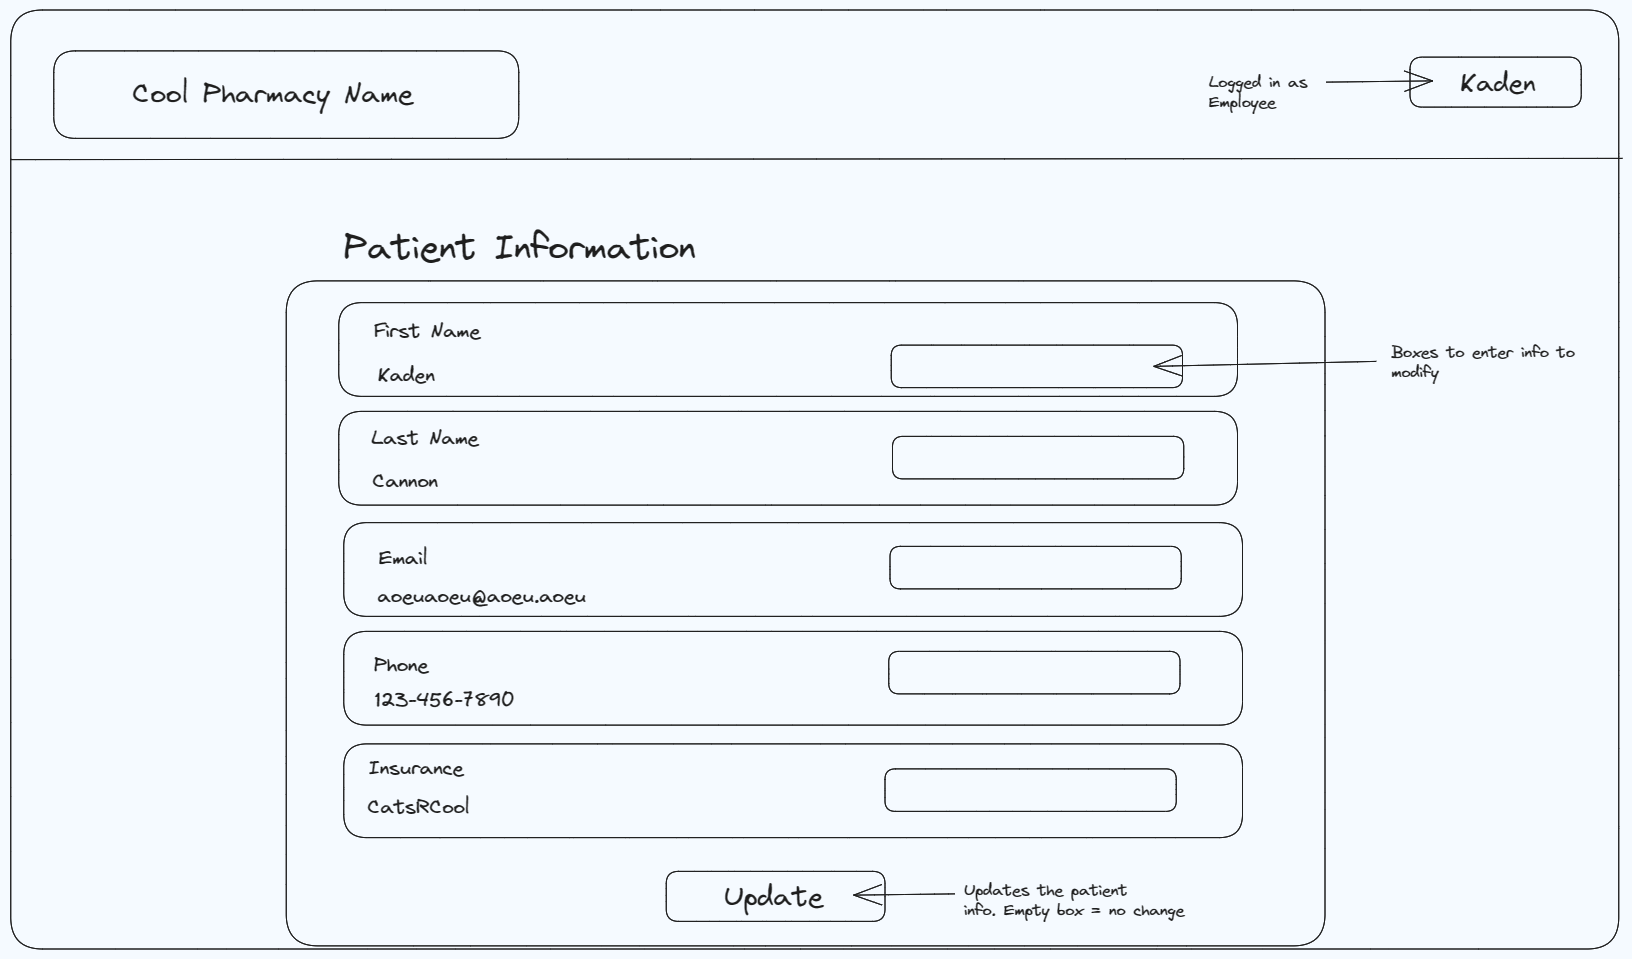 Cool Pharmacy Name
Logged in as
Employee
Kaden
Patient Information
First Name
Kaden
Boxes to enter info to
modify
Last Name
Cannon
Email
aoeuaoeu@aoeu.aoeu
Phone
123-456-7890
Insurance
CatsRCool
Update
Updates the patient
info. Empty box = no change